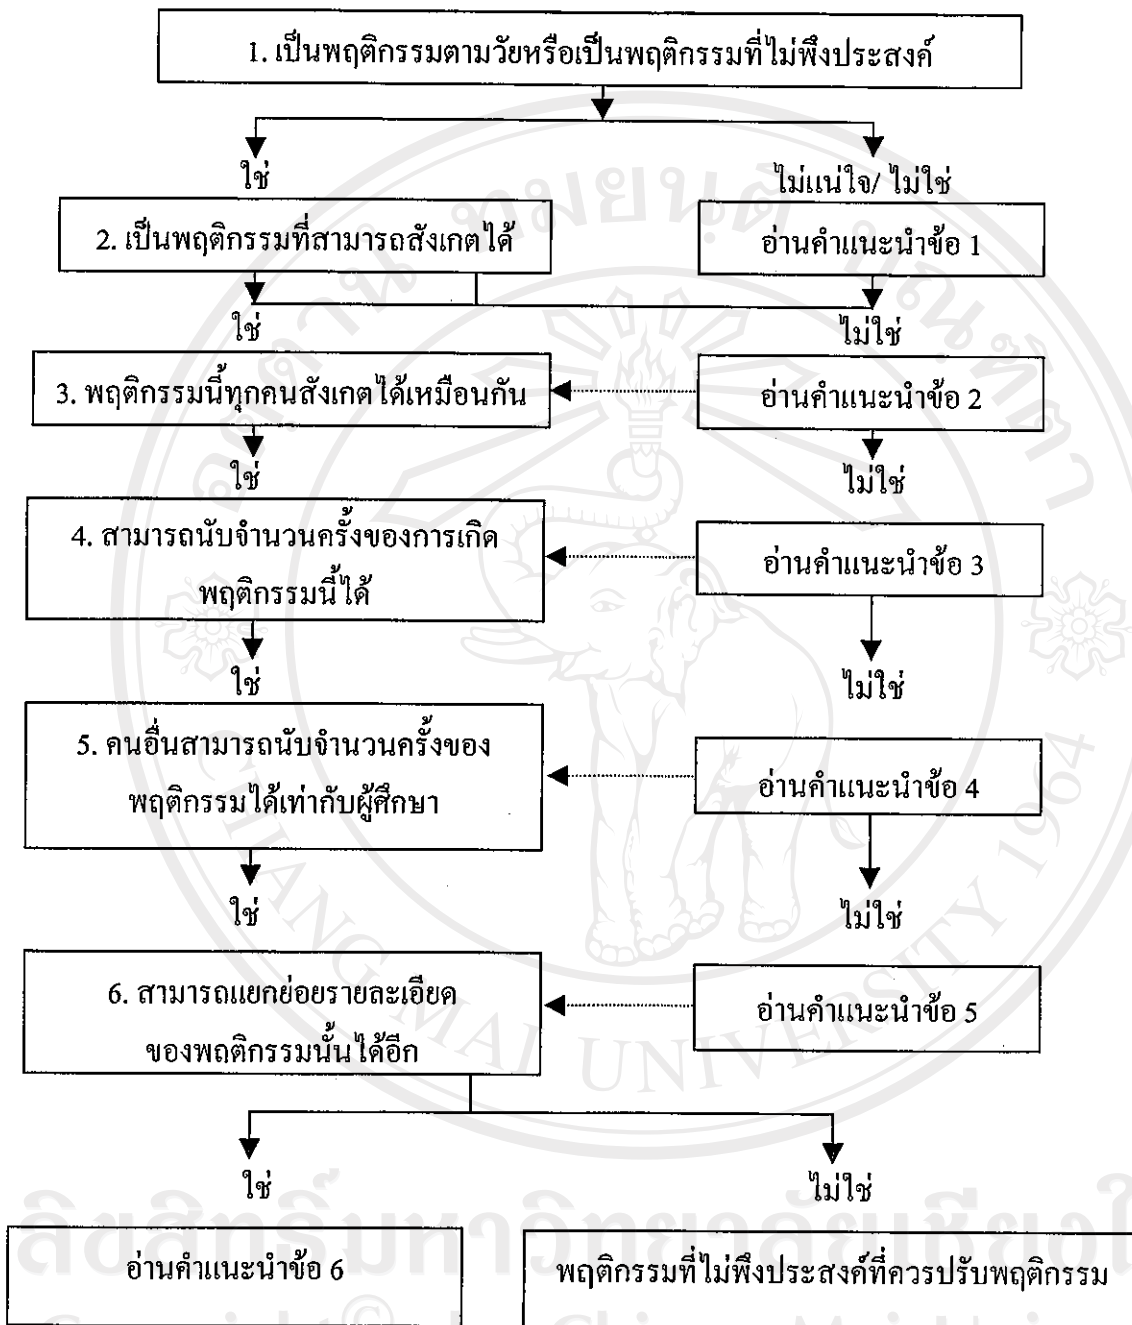 1. เป็นพฤติกรรมตามวัยหรือเป็นพฤติกรรมที่ไม่พึงประสงค์
ใช่
ไม่แน่ใจ/ ไม่ใช่
2. เป็นพฤติกรรมที่สามารถสังเกตได้
อ่านคำแนะนำข้อ 1
ใช่
ไม่ใช่
3. พฤติกรรมนี้ทุกคนสังเกตได้เหมือนกัน
อ่านคำแนะนำข้อ 2
ใช่
ไม่ใช่
4. สามารถนับจำนวนครั้งของการเกิด
พฤติกรรมนี้ได้
อ่านคำแนะนำข้อ 3
ใช่
ไม่ใช่
5. คนอื่นสามารถนับจำนวนครั้งของ
พฤติกรรมได้เท่ากับผู้ศึกษา
อ่านคำแนะนำข้อ 4
ใช่
ไม่ใช่
6. สามารถแยกย่อยรายละเอียด
ของพฤติกรรมนั้นได้อีก
อ่านคำแนะนำข้อ 5
ใช่
ไม่ใช่
อ่านคำแนะนำข้อ 6
พฤติกรรมที่ไม่พึงประสงค์ที่ควรปรับพฤติกรรม
CHIANG MAI UNIVERSITY 1964